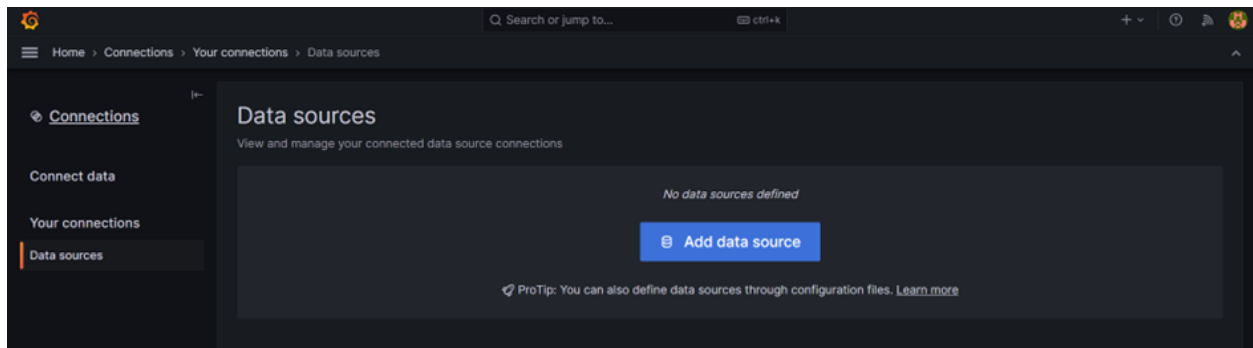 Search or jump to... ctrl+k
Home › Connections › Your connections › Data sources
Connections
Connect data
Your connections
Data sources
Data sources
View and manage your connected data source connections
No data sources defined
Add data source
ProTip: You can also define data sources through configuration files. Learn more